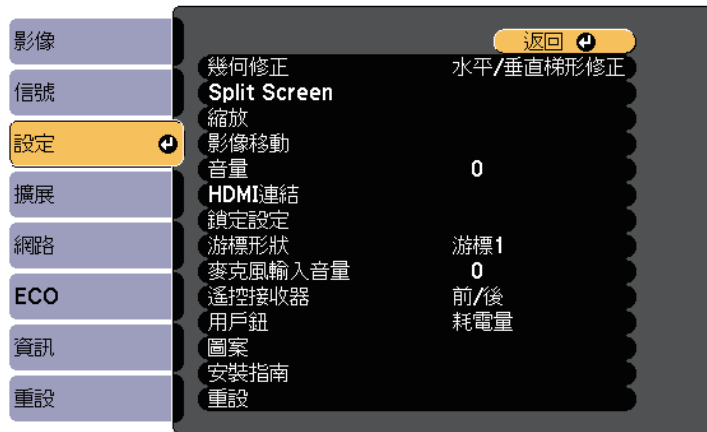 影像
信號
設定
擴展
網路
ECO
資訊
重設
返回
幾何修正 水平/垂直梯形修正
Split Screen
縮放
影像移動
音量 0
HDMI連結
鎖定設定
游標形狀 游標1
麥克風輸入音量 0
遙控接收器 前/後
用戶鈕 耗電量
圖案
安裝指南
重設